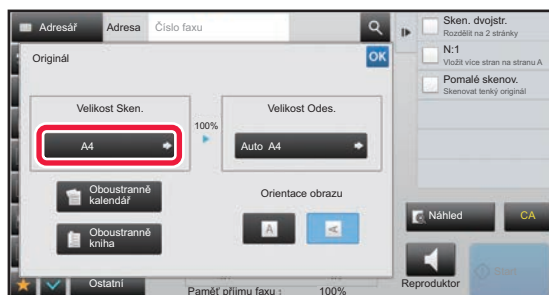 Adresář
Adresa
Číslo faxu
Originál
OK
Velikost Sken.
Velikost Odes.
100%
A4
Auto A4
Oboustranně
kalendář
Orientace obrazu
Oboustranně
kniha
A
A
Ostatní
Paměť příjmu faxu :
100%
Sken. dvojstr.
Rozdělit na 2 stránky
N:1
Vložit více stran na stranu A
Pomalé skenov.
Skenovat tenký originál
Náhled
CA
Reproduktor
Start